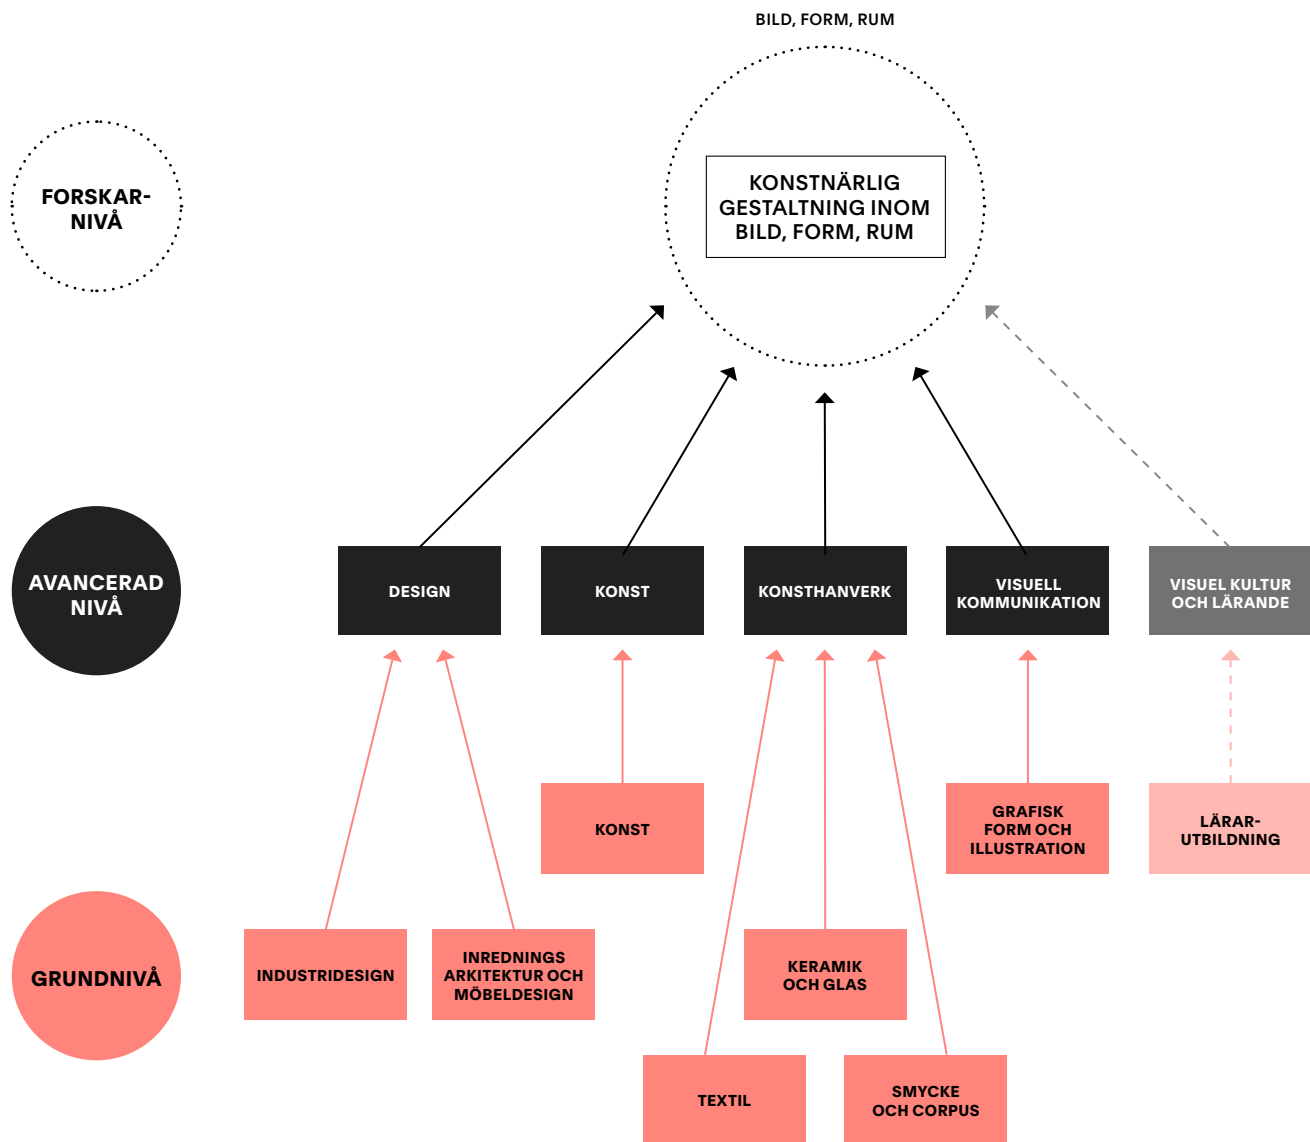 BILD, FORM, RUM
FORSKAR-
NIVÅ
KONSTNÄRLIG
GESTALTNING INOM
BILD, FORM, RUM
AVANCERAD
NIVÅ
DESIGN
KONST
KONSTHANVERK
VISUELL
KOMMUNIKATION
VISUEL KULTUR
OCH LÄRANDE
KONST
GRAFISK
FORM OCH
ILLUSTRATION
LÄRAR-
UTBILDNING
GRUNDNIVÅ
INDUSTRIDESIGN
INREDNINGS
ARKITEKTUR OCH
MÖBELDESIGN
KERAMIK
OCH GLAS
TEXTIL
SMYCKE
OCH CORPUS